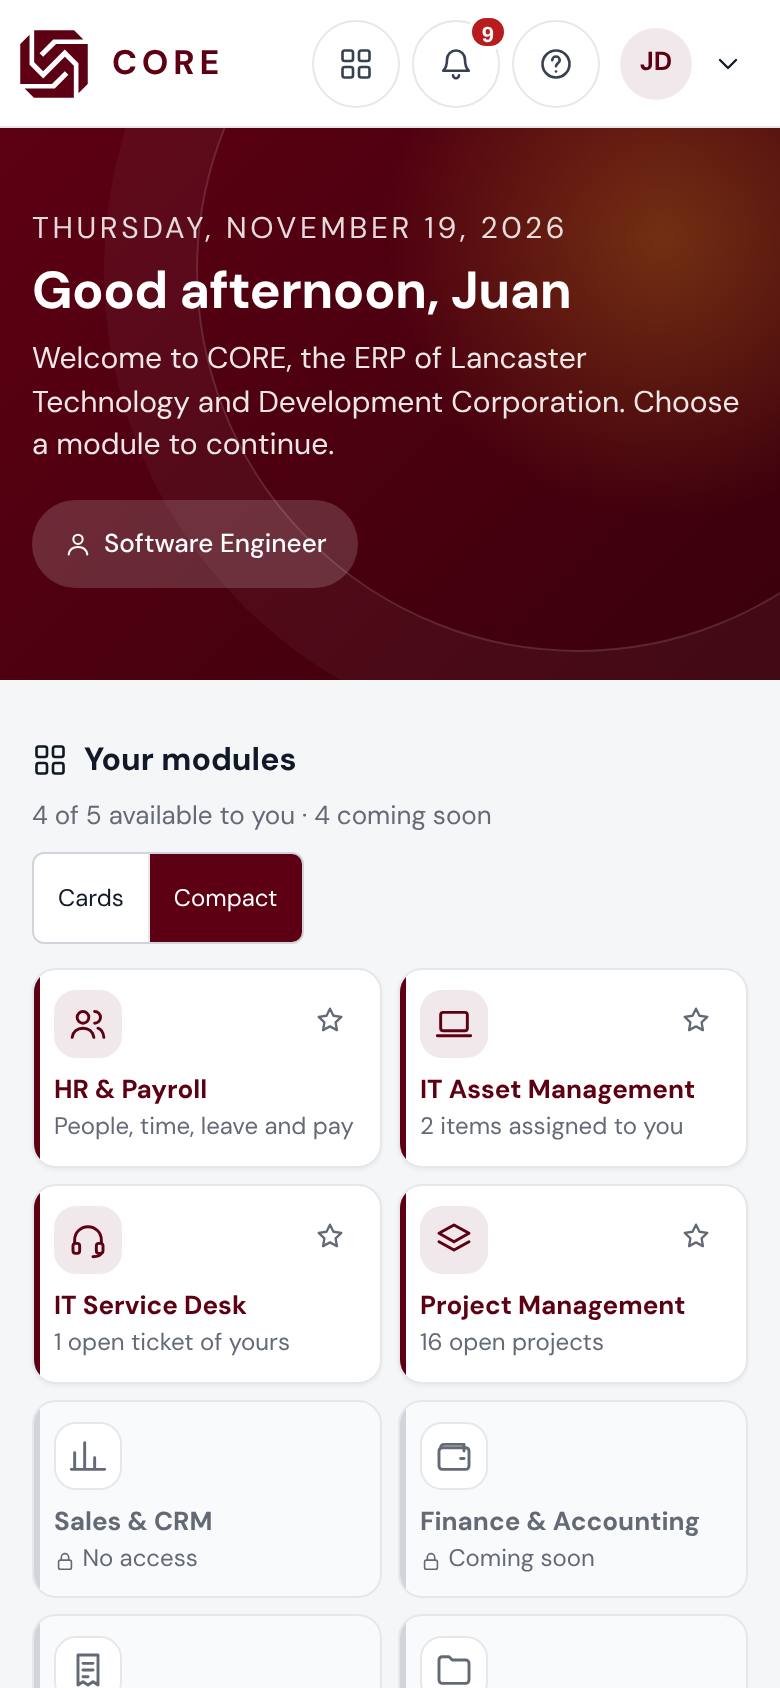 CORE
9
JD
THURSDAY, NOVEMBER 19, 2026
Good afternoon, Juan
Welcome to CORE, the ERP of Lancaster
Technology and Development Corporation. Choose
a module to continue.
Software Engineer
Your modules
4 of 5 available to you · 4 coming soon
Cards
Compact
HR & Payroll
People, time, leave and pay
IT Asset Management
2 items assigned to you
IT Service Desk
1 open ticket of yours
Project Management
16 open projects
Sales & CRM
No access
Finance & Accounting
Coming soon